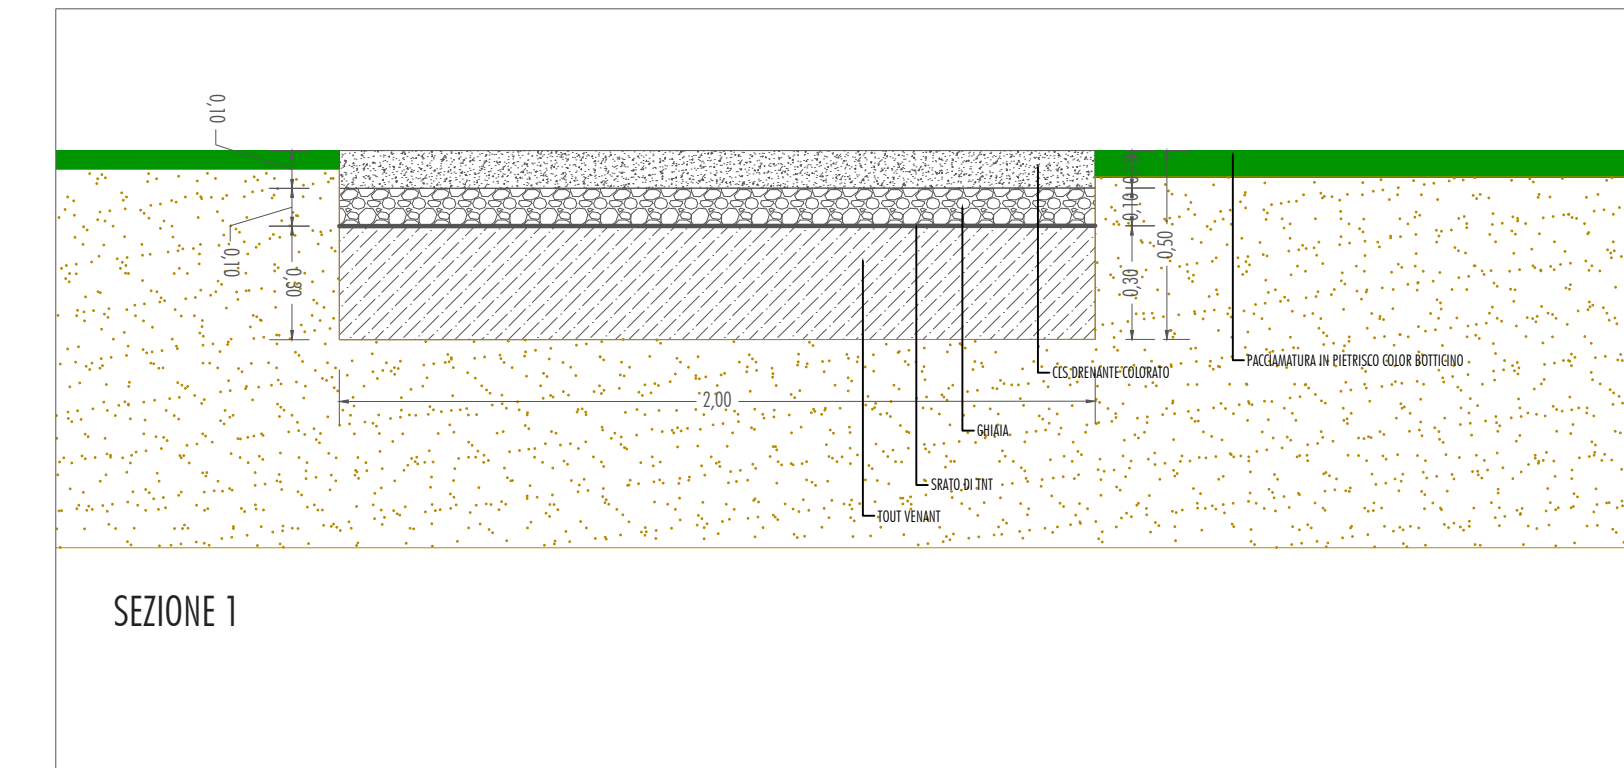 0,10
0,10
0,30
0,10
0,30
0,50
2,00
PACCIAMATURA IN PIETRISCO COLOR BOTTICINO
CLS DRENANTE COLORATO
GHIAIA
SRATO DI TNT
TOUT VENANT
SEZIONE 1